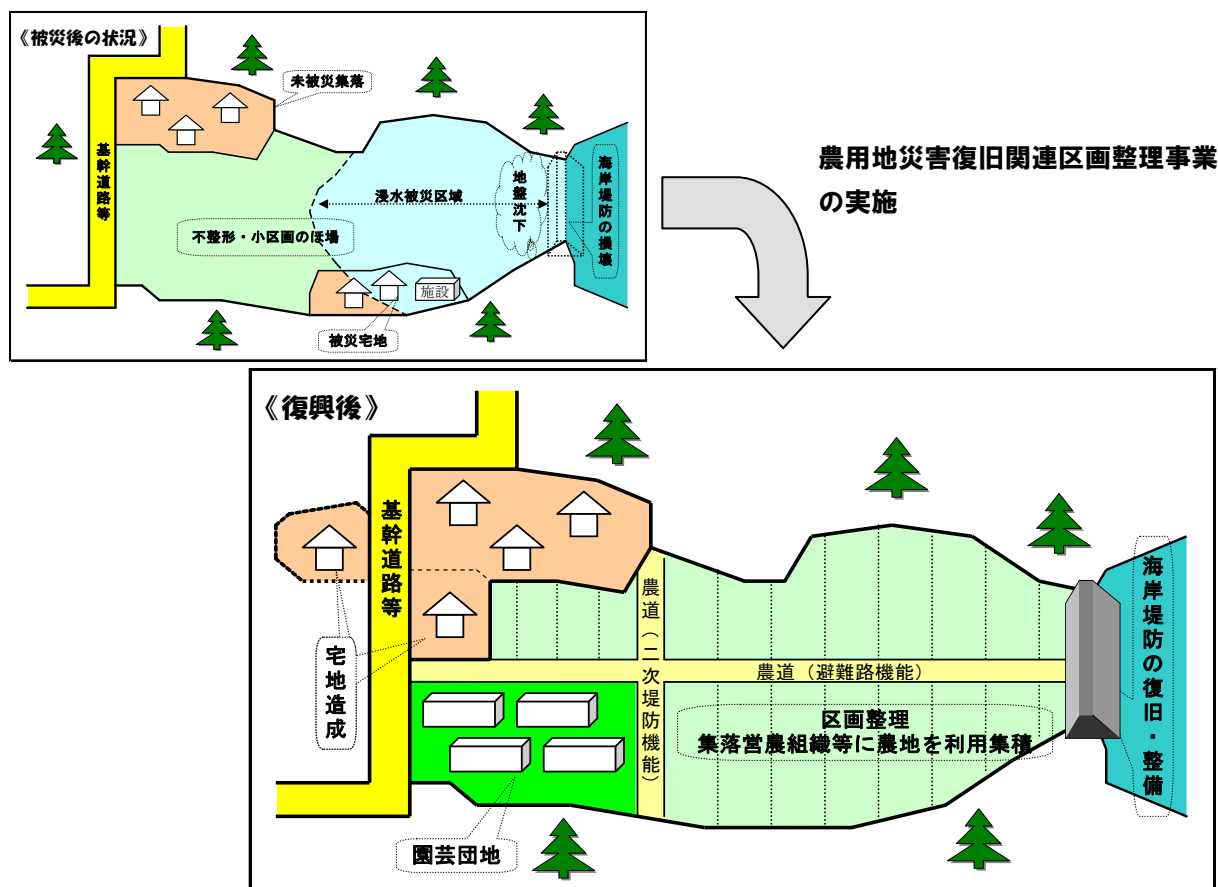 《被災後の状況》
未被災集落
基幹道路等
浸水被災区域
地盤沈下
海岸堤防の損壊
不整形・小区画のほ場
施設
被災宅地
農用地災害復旧関連区画整理事業
の実施
《復興後》
基幹道路等
宅地造成
農道（二次堤防機能）
農道（避難路機能）
区画整理
集落営農組織等に農地を利用集積
海岸堤防の復旧・整備
園芸団地